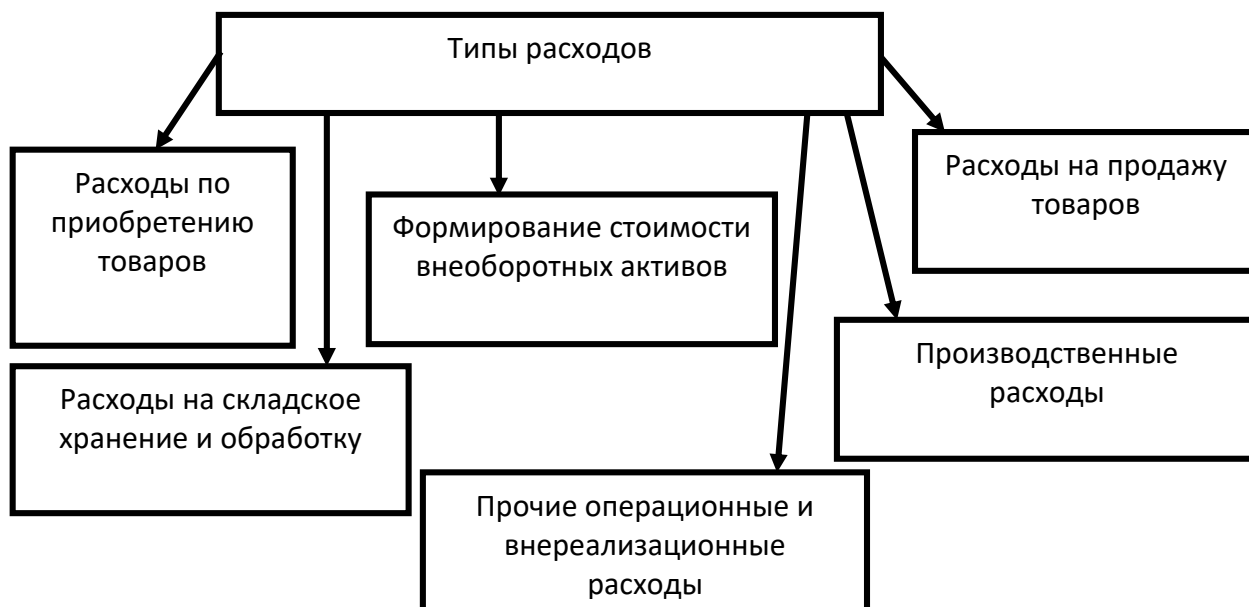 Типы расходов
Расходы по
приобретению
товаров
Формирование стоимости
внеоборотных активов
Расходы на продажу
товаров
Расходы на складское
хранение и обработку
Производственные
расходы
Прочие операционные и
внереализационные
расходы